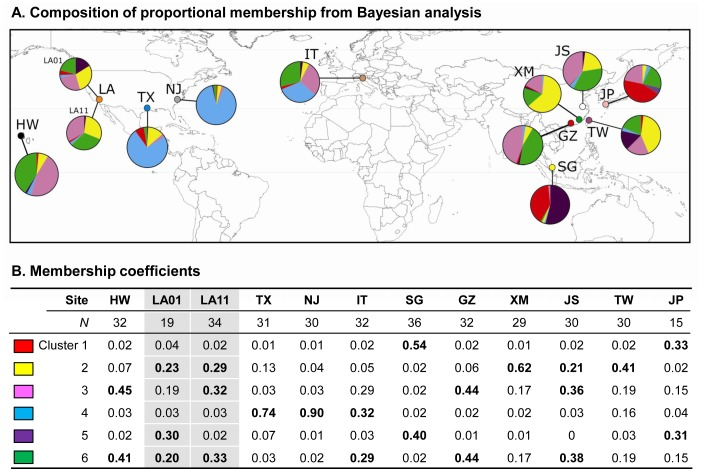 A. Composition of proportional membership from Bayesian analysis
LA01
LA
LA11
HW
TX
NJ
IT
JS
XM
JP
GZ
TW
SG
B. Membership coefficients
Site HW LA01 LA11 TX NJ IT SG GZ XM JS TW JP
N 32 19 34 31 30 32 36 32 29 30 30 15
Cluster 1 0.02 0.04 0.02 0.01 0.01 0.02 0.54 0.02 0.01 0.02 0.02 0.33
2 0.07 0.23 0.29 0.13 0.04 0.05 0.02 0.06 0.62 0.21 0.41 0.02
3 0.45 0.19 0.32 0.03 0.03 0.29 0.02 0.44 0.17 0.36 0.19 0.15
4 0.03 0.03 0.03 0.74 0.90 0.32 0.02 0.02 0.02 0.03 0.16 0.04
5 0.02 0.30 0.02 0.07 0.01 0.03 0.40 0.01 0.01 0 0.03 0.31
6 0.41 0.20 0.33 0.03 0.02 0.29 0.02 0.44 0.17 0.38 0.19 0.15